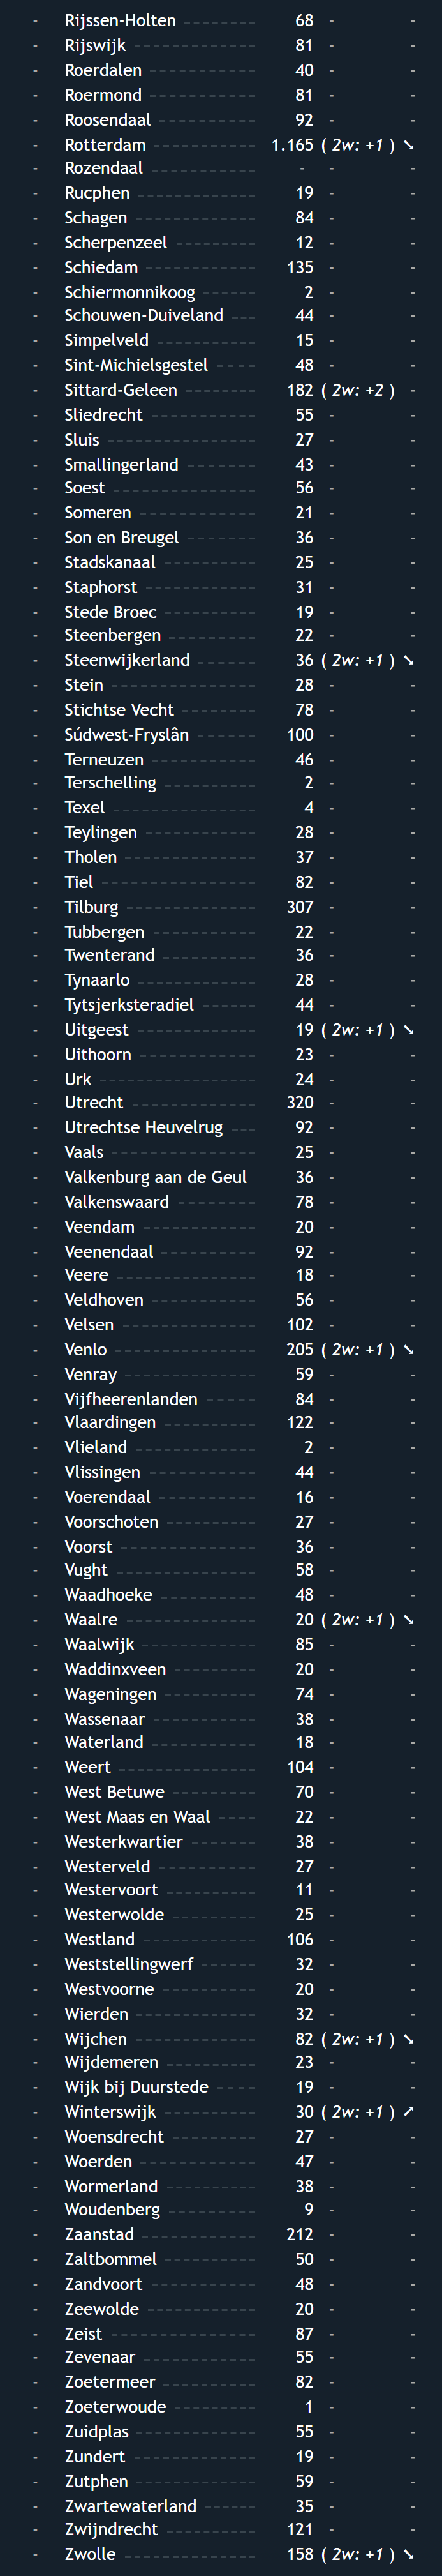 - Rijssen-Holten 68 - -
- Rijswijk 81 - -
- Roerdalen 40 - -
- Roermond 81 - -
- Roosendaal 92 - -
- Rotterdam 1.165 ( 2w: +1 ) ➘
- Rozendaal - - -
- Rucphen 19 - -
- Schagen 84 - -
- Scherpenzeel 12 - -
- Schiedam 135 - -
- Schiermonnikoog 2 - -
- Schouwen-Duiveland 44 - -
- Simpelveld 15 - -
- Sint-Michielsgestel 48 - -
- Sittard-Geleen 182 ( 2w: +2 ) -
- Sliedrecht 55 - -
- Sluis 27 - -
- Smallingerland 43 - -
- Soest 56 - -
- Someren 21 - -
- Son en Breugel 36 - -
- Stadskanaal 25 - -
- Staphorst 31 - -
- Stede Broec 19 - -
- Steenbergen 22 - -
- Steenwijkerland 36 ( 2w: +1 ) ➘
- Stein 28 - -
- Stichtse Vecht 78 - -
- Súdwest-Fryslân 100 - -
- Terneuzen 46 - -
- Terschelling 2 - -
- Texel 4 - -
- Teylingen 28 - -
- Tholen 37 - -
- Tiel 82 - -
- Tilburg 307 - -
- Tubbergen 22 - -
- Twenterand 36 - -
- Tynaarlo 28 - -
- Tytsjerksteradiel 44 - -
- Uitgeest 19 ( 2w: +1 ) ➘
- Uithoorn 23 - -
- Urk 24 - -
- Utrecht 320 - -
- Utrechtse Heuvelrug 92 - -
- Vaals 25 - -
- Valkenburg aan de Geul 36 - -
- Valkenswaard 78 - -
- Veendam 20 - -
- Veenendaal 92 - -
- Veere 18 - -
- Veldhoven 56 - -
- Velsen 102 - -
- Venlo 205 ( 2w: +1 ) ➘
- Venray 59 - -
- Vijfheerenlanden 84 - -
- Vlaardingen 122 - -
- Vlieland 2 - -
- Vlissingen 44 - -
- Voerendaal 16 - -
- Voorschoten 27 - -
- Voorst 36 - -
- Vught 58 - -
- Waadhoeke 48 - -
- Waalre 20 ( 2w: +1 ) ➘
- Waalwijk 85 - -
- Waddinxveen 20 - -
- Wageningen 74 - -
- Wassenaar 38 - -
- Waterland 18 - -
- Weert 104 - -
- West Betuwe 70 - -
- West Maas en Waal 22 - -
- Westerkwartier 38 - -
- Westerveld 27 - -
- Westervoort 11 - -
- Westerwolde 25 - -
- Westland 106 - -
- Weststellingwerf 32 - -
- Westvoorne 20 - -
- Wierden 32 - -
- Wijchen 82 ( 2w: +1 ) ➘
- Wijdemeren 23 - -
- Wijk bij Duurstede 19 - -
- Winterswijk 30 ( 2w: +1 ) ➚
- Woensdrecht 27 - -
- Woerden 47 - -
- Wormerland 38 - -
- Woudenberg 9 - -
- Zaanstad 212 - -
- Zaltbommel 50 - -
- Zandvoort 48 - -
- Zeewolde 20 - -
- Zeist 87 - -
- Zevenaar 55 - -
- Zoetermeer 82 - -
- Zoeterwoude 1 - -
- Zuidplas 55 - -
- Zundert 19 - -
- Zutphen 59 - -
- Zwartewaterland 35 - -
- Zwijndrecht 121 - -
- Zwolle 158 ( 2w: +1 ) ➘